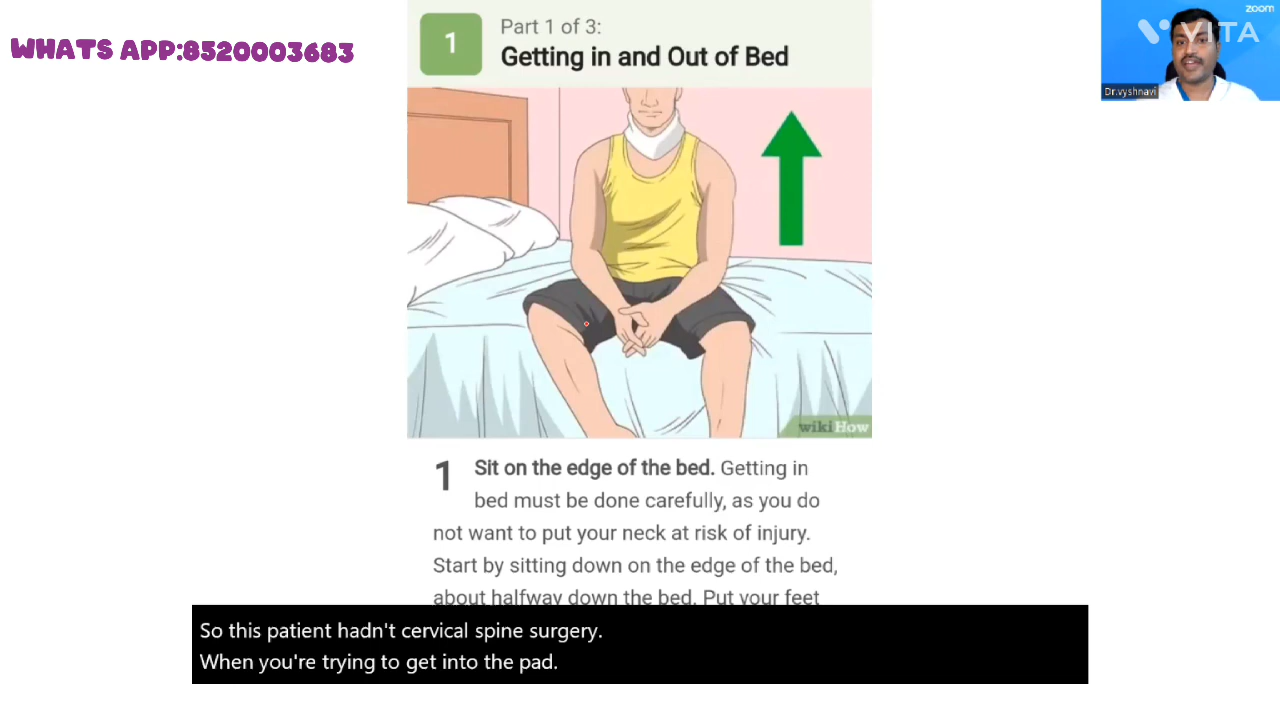 WHATS APP:8520003683
1
Part 1 of 3:
Getting in and Out of Bed
zoom
VITA
Dr.vyshnavi
wikiHow
1 Sit on the edge of the bed. Getting in
bed must be done carefully, as you do
not want to put your neck at risk of injury.
Start by sitting down on the edge of the bed,
about halfway down the bed. Put your feet
So this patient hadn't cervical spine surgery.
When you're trying to get into the pad.